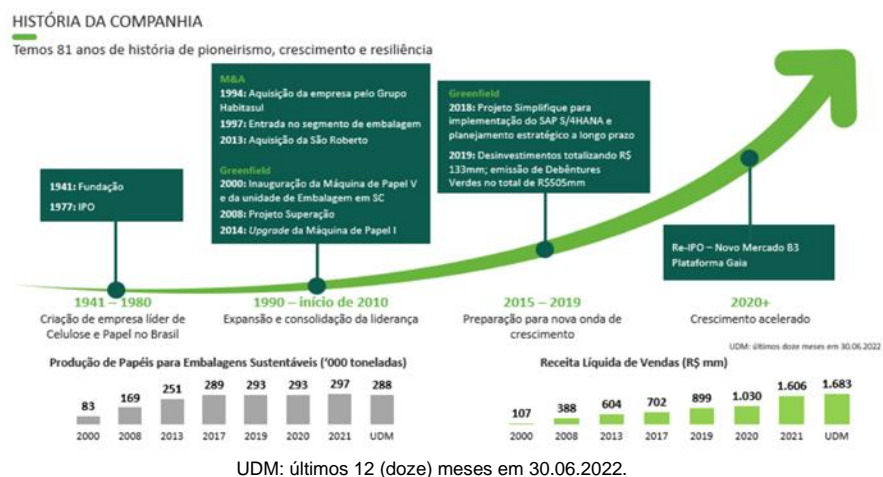 HISTÓRIA DA COMPANHIA
Temos 81 anos de história de pioneirismo, crescimento e resiliência
1941: Fundação
1977: IPO
M&A
1994: Aquisição da empresa pelo Grupo
Habitasul
1997: Entrada no segmento de embalagem
2013: Aquisição da São Roberto
Greenfield
2000: Inauguração da Máquina de Papel V
e da unidade de Embalagem em SC
2008: Projeto Superação
2014: Upgrade da Máquina de Papel I
Greenfield
2018: Projeto Simplifique para
implementação do SAP S/4HANA e
planejamento estratégico a longo prazo
2019: Desinvestimentos totalizando R$
133mm; emissão de Debêntures
Verdes no total de R$505mm
Re-IPO – Novo Mercado B3
Plataforma Gaia
1941 – 1980
Criação de empresa líder de
Celulose e Papel no Brasil
1990 – início de 2010
Expansão e consolidação da liderança
2015 – 2019
Preparação para nova onda de
crescimento
2020+
Crescimento acelerado
UDM: últimos doze meses em 30.06.2022
Produção de Papéis para Embalagens Sustentáveis ('000 toneladas)
83 169 251 289 293 293 297 288
2000 2008 2013 2017 2019 2020 2021 UDM
Receita Líquida de Vendas (R$ mm)
107 388 604 702 899 1.030 1.606 1.683
2000 2008 2013 2017 2019 2020 2021 UDM
UDM: últimos 12 (doze) meses em 30.06.2022.